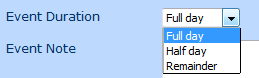 Event Duration Full day
Full day
Event Note Half day
Remainder